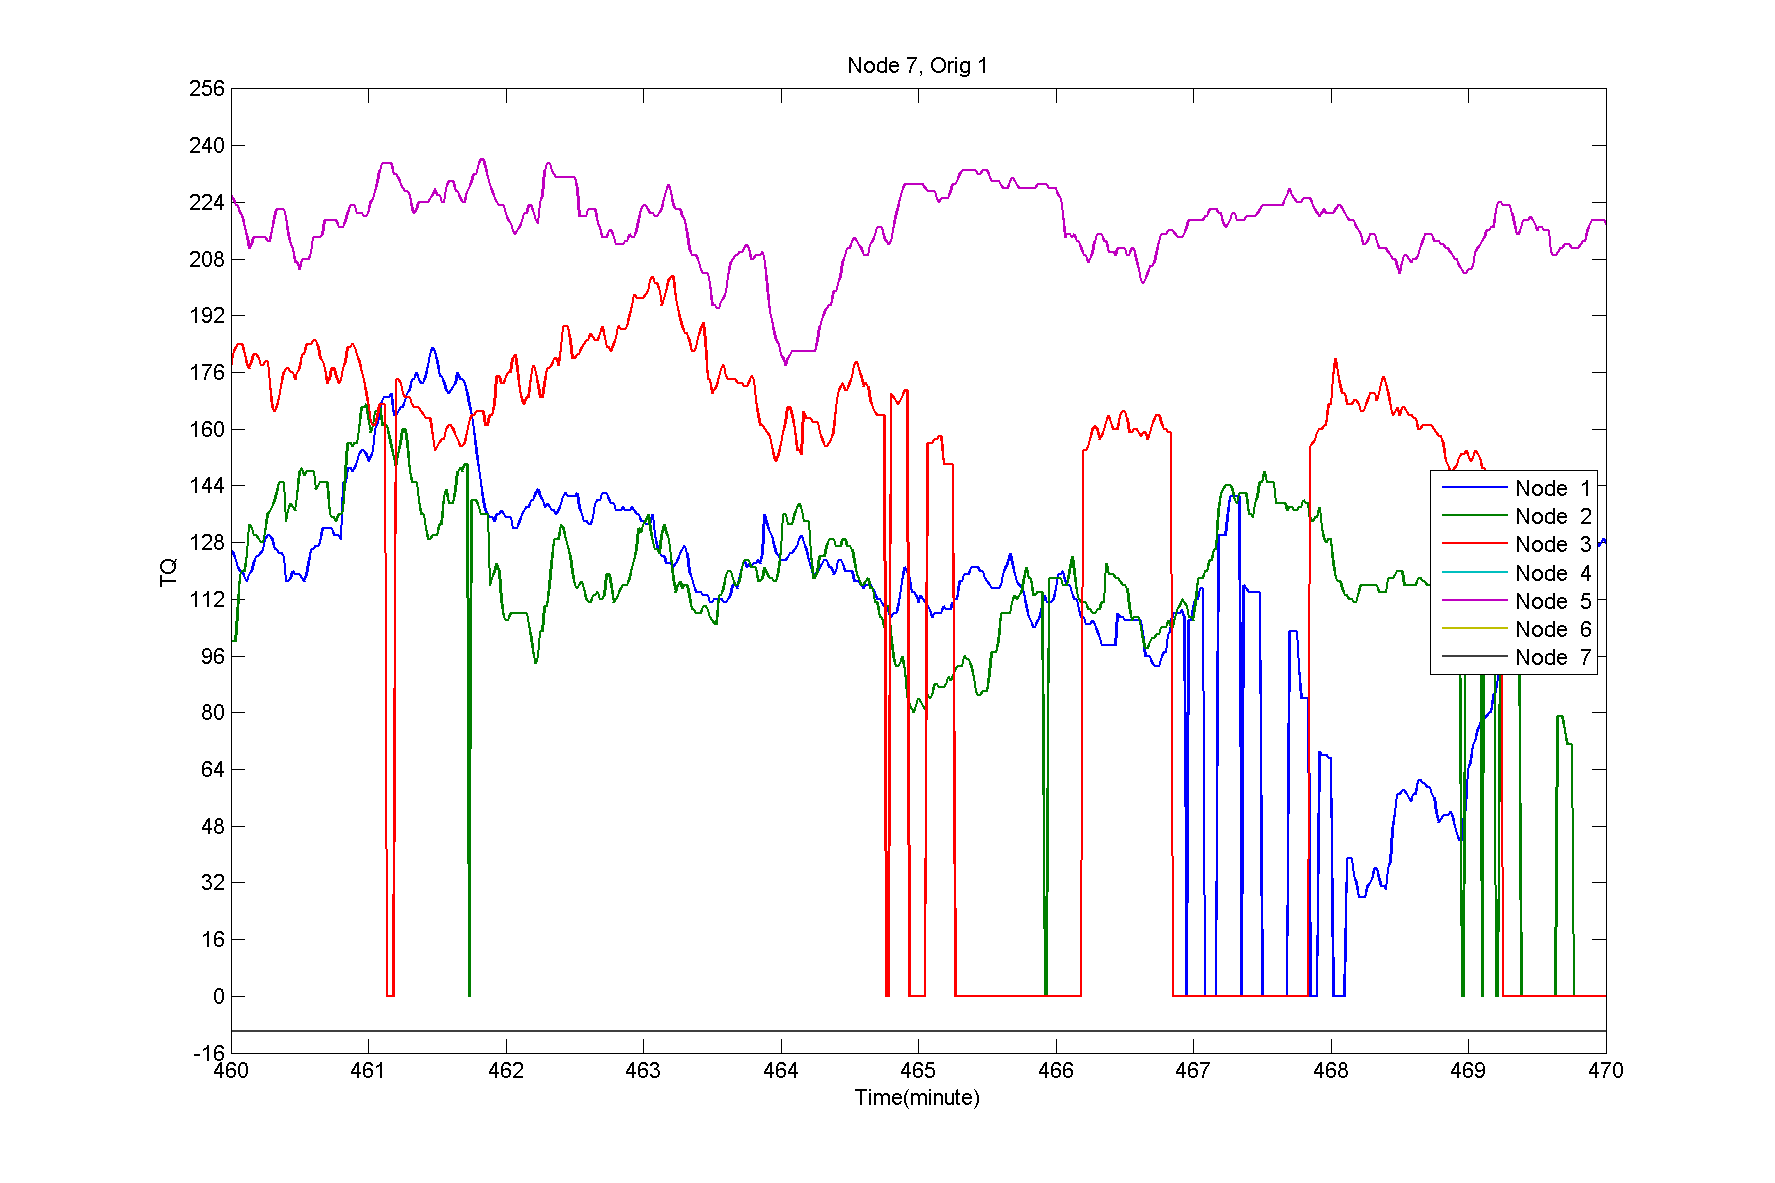 Node 7, Orig 1
256
240
224
208
192
176
160
144
128
112
96
80
64
48
32
16
0
-16
TQ
460 461 462 463 464 465 466 467 468 469 470
Time(minute)
Node 1
Node 2
Node 3
Node 4
Node 5
Node 6
Node 7